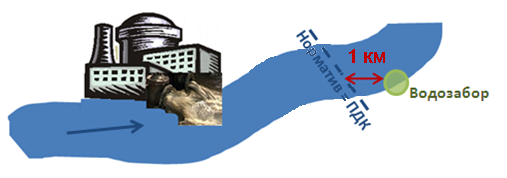 Норматив = ПДК
1 км
Водозабор